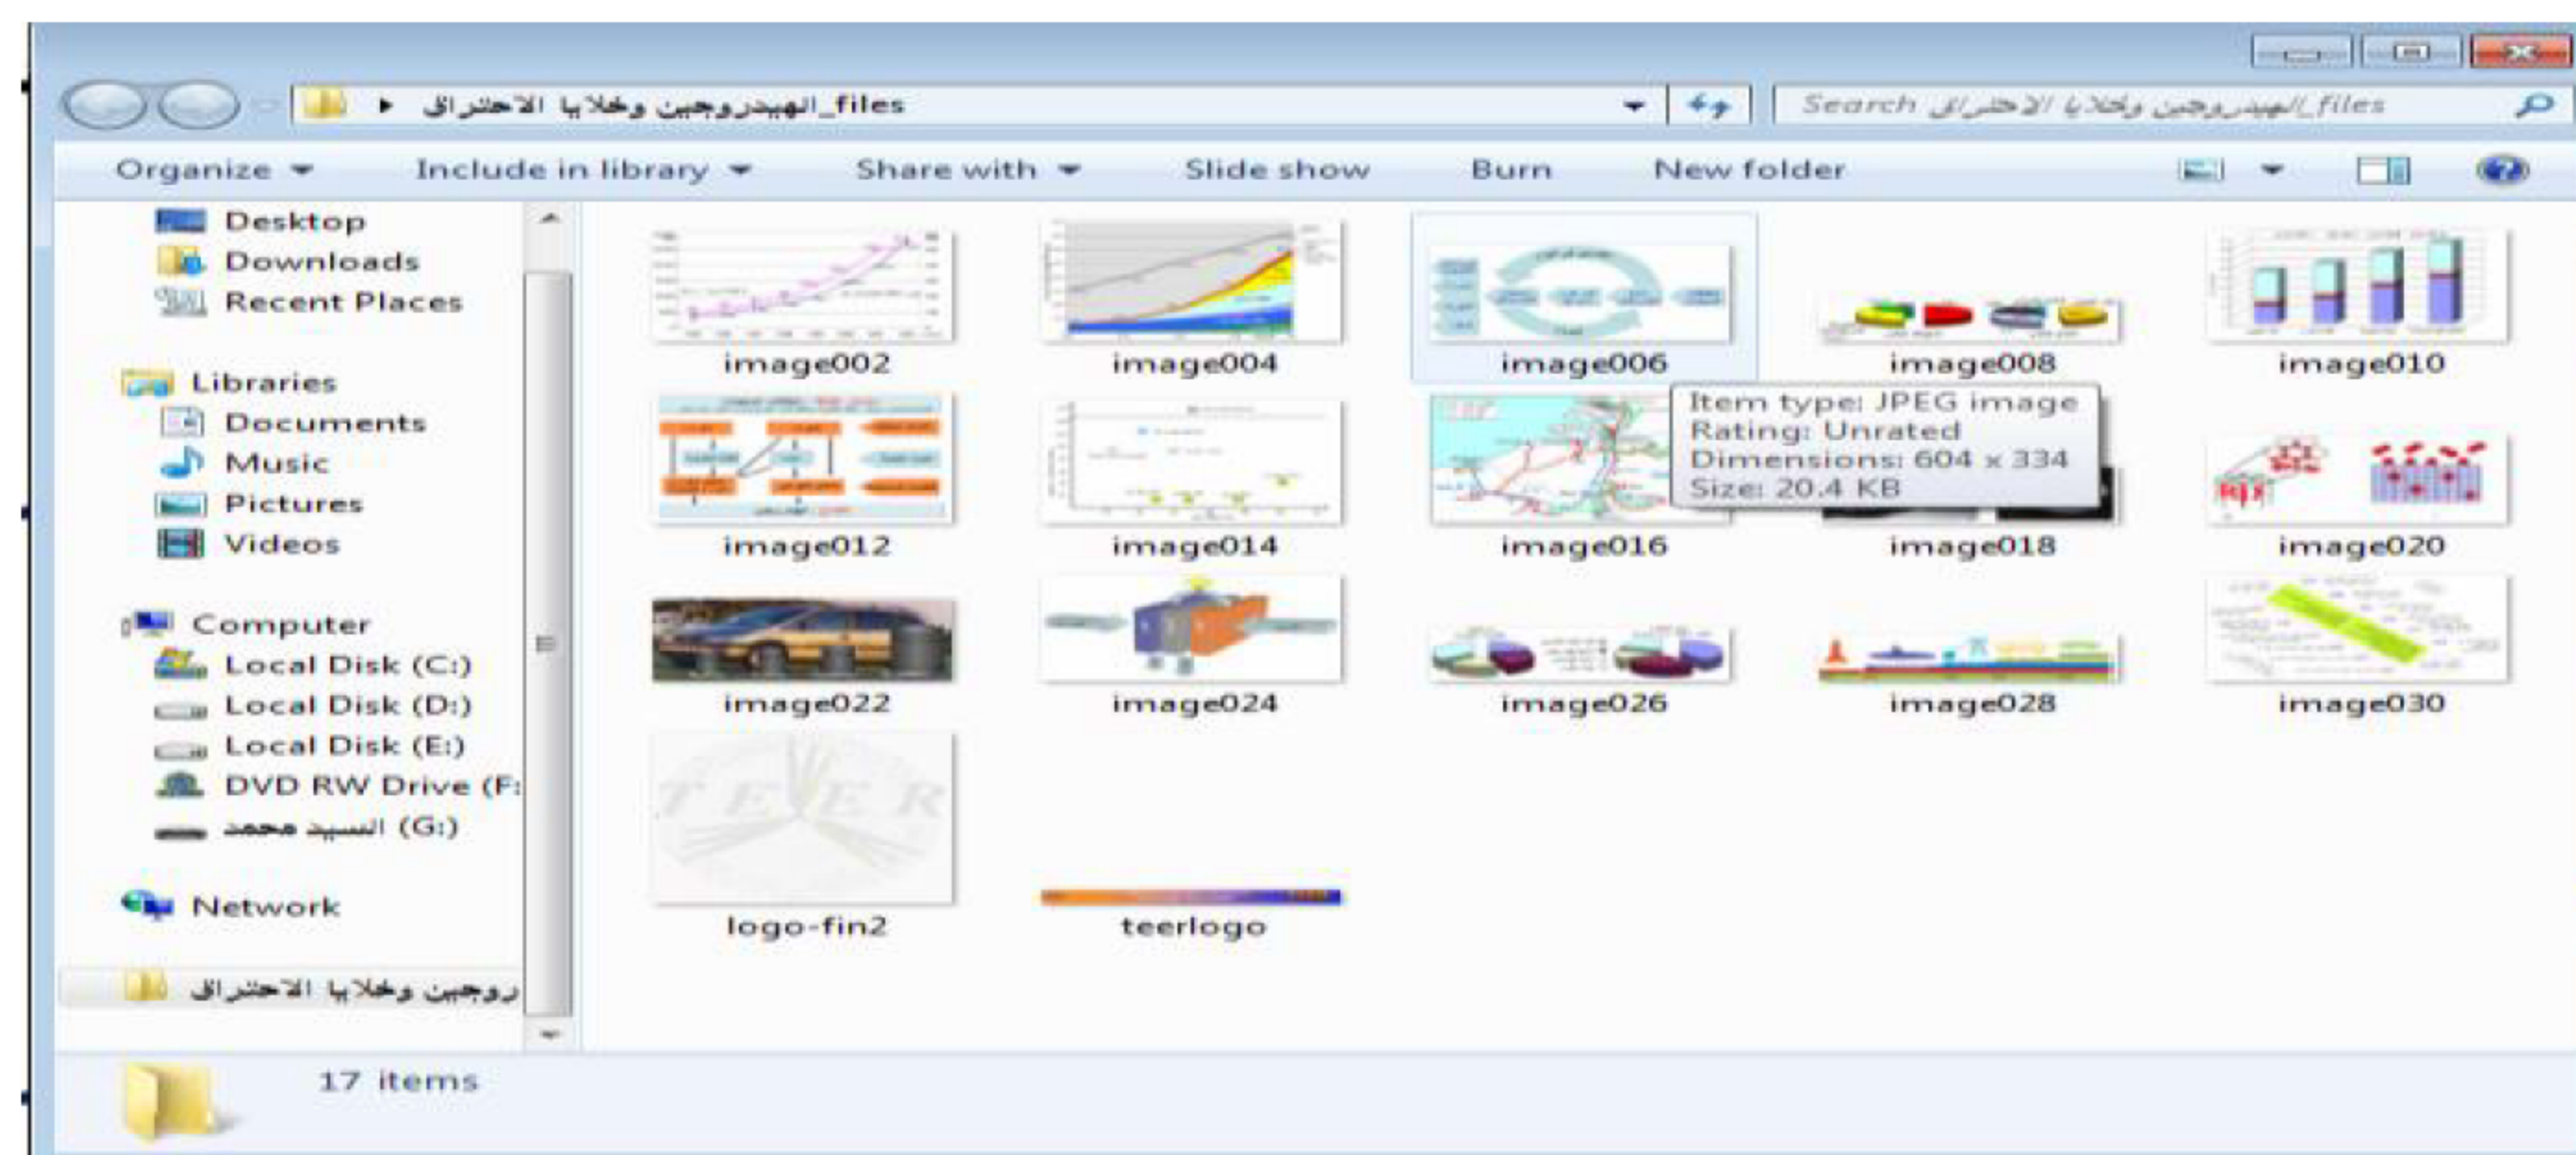 الهيدروجين وخلايا الاحتراق_files
Search الهيدروجين وخلايا الاحتراق_files
Organize
Include in library
Share with
Slide show
Burn
New folder
Desktop
Downloads
Recent Places
Libraries
Documents
Music
Pictures
Videos
Computer
Local Disk (C:)
Local Disk (D:)
Local Disk (E:)
DVD RW Drive (F:
السيد محمد (G:)
Network
روجين وخلايا الاحتراق
image002
image004
image006
image008
image010
Item type: JPEG image
Rating: Unrated
Dimensions: 604 x 334
Size: 20.4 KB
image012
image014
image016
image018
image020
image022
image024
image026
image028
image030
TEER
logo-fin2
teerlogo
17 items